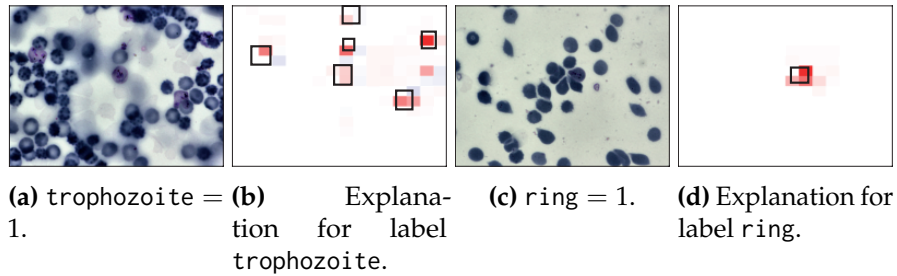 (a) trophozoite =
1.
(b) Explana-
tion for label
trophozoite.
(c) ring = 1.
(d) Explanation for
label ring.